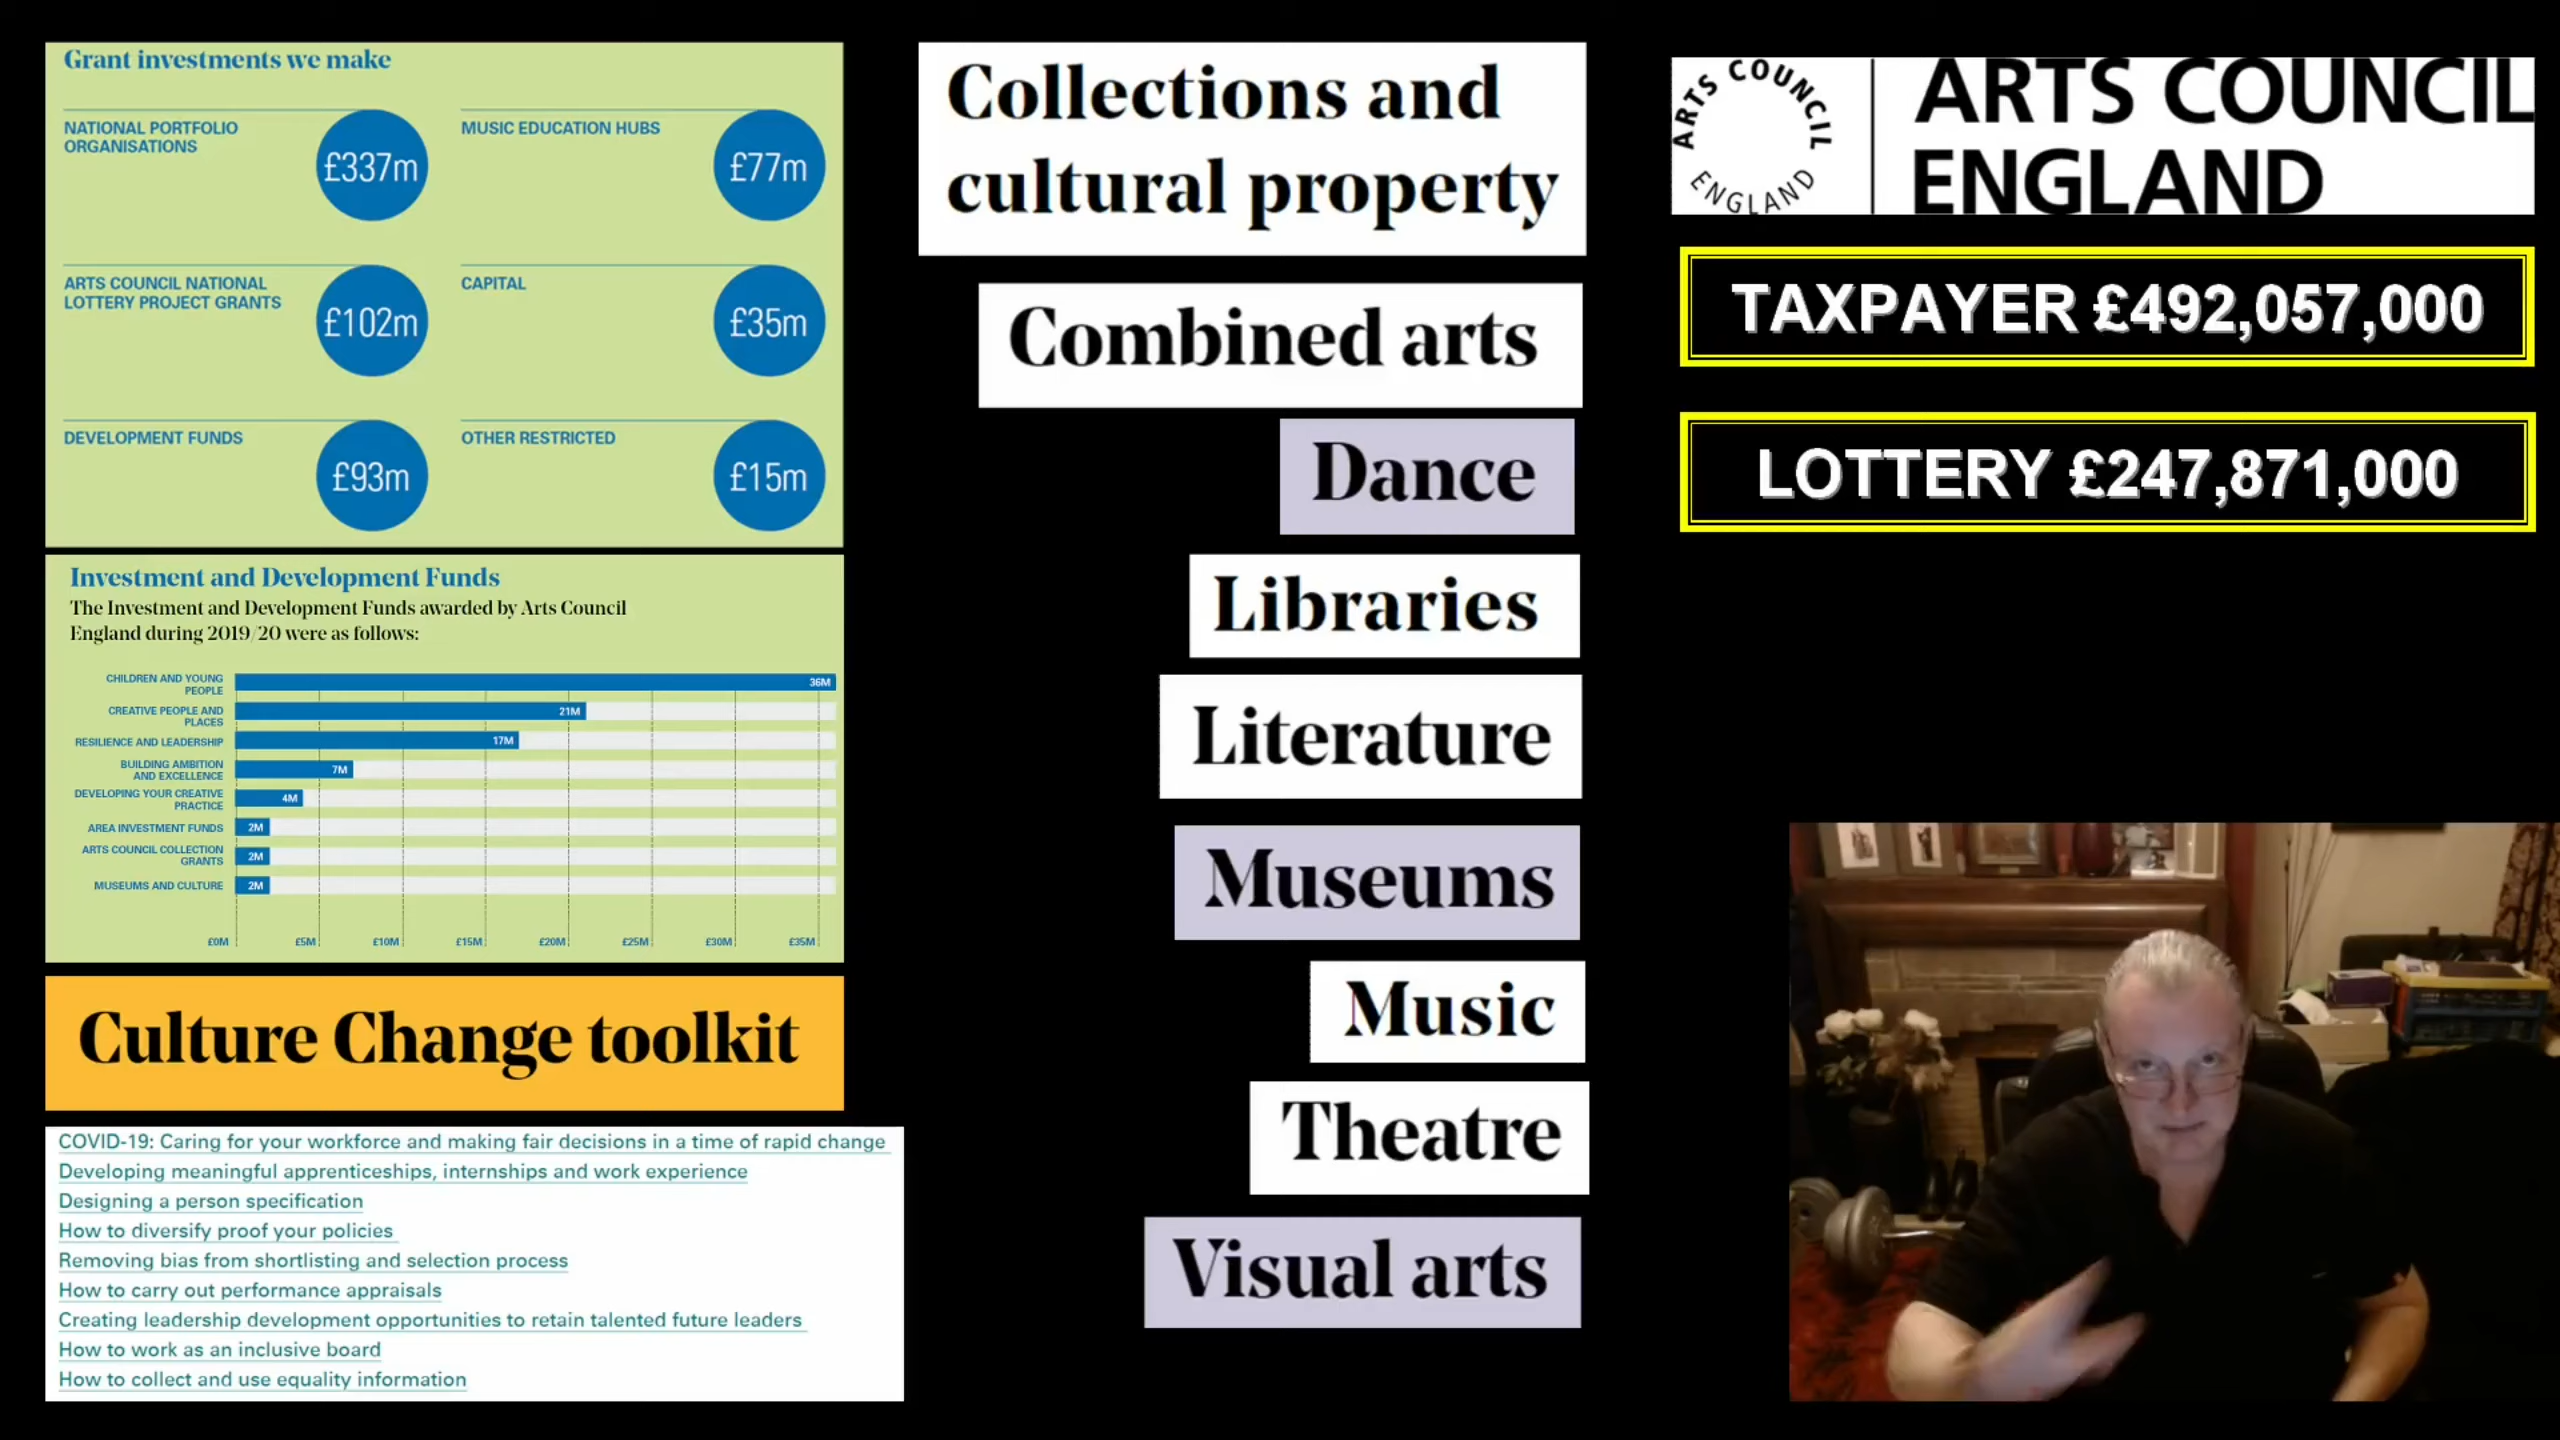 Grant investments we make
NATIONAL PORTFOLIO
ORGANISATIONS
£337m
MUSIC EDUCATION HUBS
£77m
ARTS COUNCIL NATIONAL
LOTTERY PROJECT GRANTS
£102m
CAPITAL
£35m
DEVELOPMENT FUNDS
£93m
OTHER RESTRICTED
£15m
Investment and Development Funds
The Investment and Development Funds awarded by Arts Council
England during 2019/20 were as follows:
CHILDREN AND YOUNG
PEOPLE
36M
CREATIVE PEOPLE AND
PLACES
21M
RESILIENCE AND LEADERSHIP
17M
BUILDING AMBITION
AND EXCELLENCE
7M
DEVELOPING YOUR CREATIVE
PRACTICE
4M
AREA INVESTMENT FUNDS
2M
ARTS COUNCIL COLLECTION
GRANTS
2M
MUSEUMS AND CULTURE
2M
£0M £5M £10M £15M £20M £25M £30M £35M
Culture Change toolkit
COVID-19: Caring for your workforce and making fair decisions in a time of rapid change
Developing meaningful apprenticeships, internships and work experience
Designing a person specification
How to diversify proof your policies
Removing bias from shortlisting and selection process
How to carry out performance appraisals
Creating leadership development opportunities to retain talented future leaders
How to work as an inclusive board
How to collect and use equality information
Collections and
cultural property
Combined arts
Dance
Libraries
Literature
Museums
Music
Theatre
Visual arts
ARTS COUNCIL
ENGLAND
ARTS COUNCIL
ENGLAND
TAXPAYER £492,057,000
LOTTERY £247,871,000